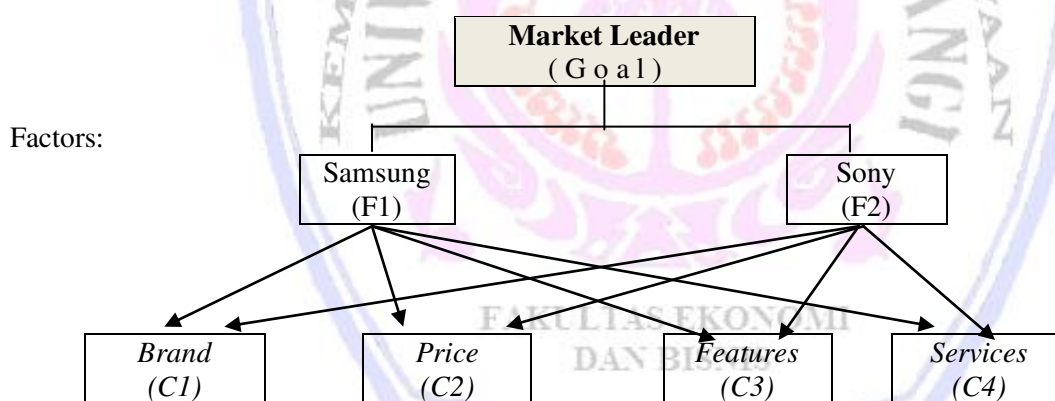 Market Leader
( G o a l )
Factors:
Samsung
(F1)
Sony
(F2)
FAKULTAS EKONOMI
DAN BISNIS
Brand
(C1)
Price
(C2)
Features
(C3)
Services
(C4)